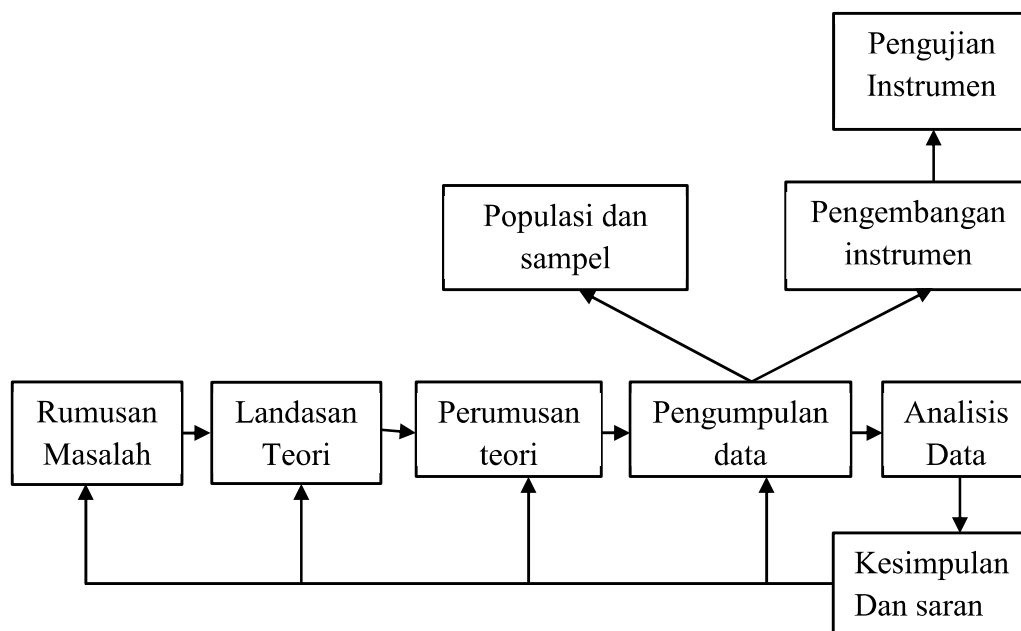 Pengujian
Instrumen
Populasi dan
sampel
Pengembangan
instrumen
Rumusan
Masalah
Landasan
Teori
Perumusan
teori
Pengumpulan
data
Analisis
Data
Kesimpulan
Dan saran